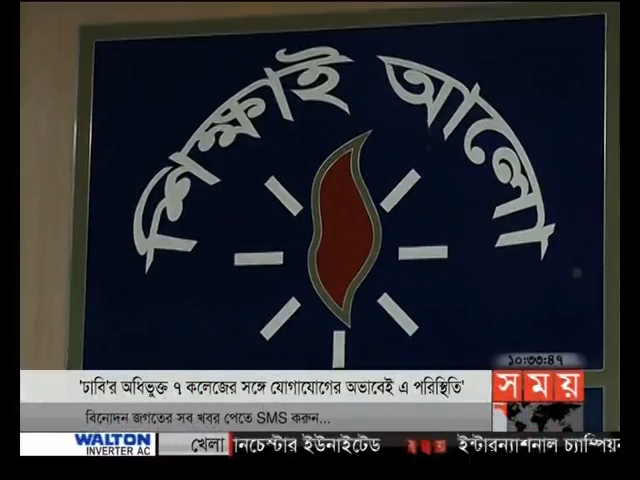 শিক্ষাই আলো
১০:৩৩:৪৭
'ঢাবি'র অধিভুক্ত ৭ কলেজের সঙ্গে যোগাযোগের অভাবেই এ পরিস্থিতি'
সময়
বিনোদন জগতের সব খবর পেতে SMS করুন...
WALTON
INVERTER AC
খেলা
নচেস্টার ইউনাইটেড
ইন্টারন্যাশনাল চ্যাম্পিয়ন